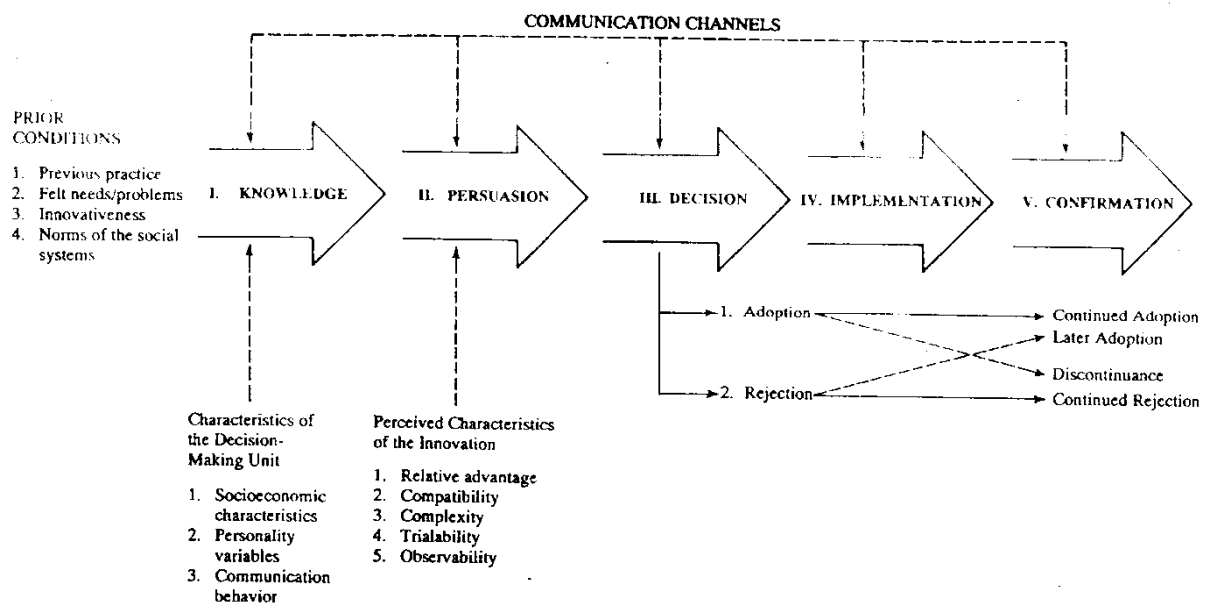 COMMUNICATION CHANNELS
PRIOR
CONDITIONS
1. Previous practice
2. Felt needs/problems
3. Innovativeness
4. Norms of the social
systems
I. KNOWLEDGE
II. PERSUASION
III. DECISION
IV. IMPLEMENTATION
V. CONFIRMATION
1. Adoption
2. Rejection
Continued Adoption
Later Adoption
Discontinuance
Continued Rejection
Characteristics of
the Decision-
Making Unit
1. Socioeconomic
characteristics
2. Personality
variables
3. Communication
behavior
Perceived Characteristics
of the Innovation
1. Relative advantage
2. Compatibility
3. Complexity
4. Trialability
5. Observability